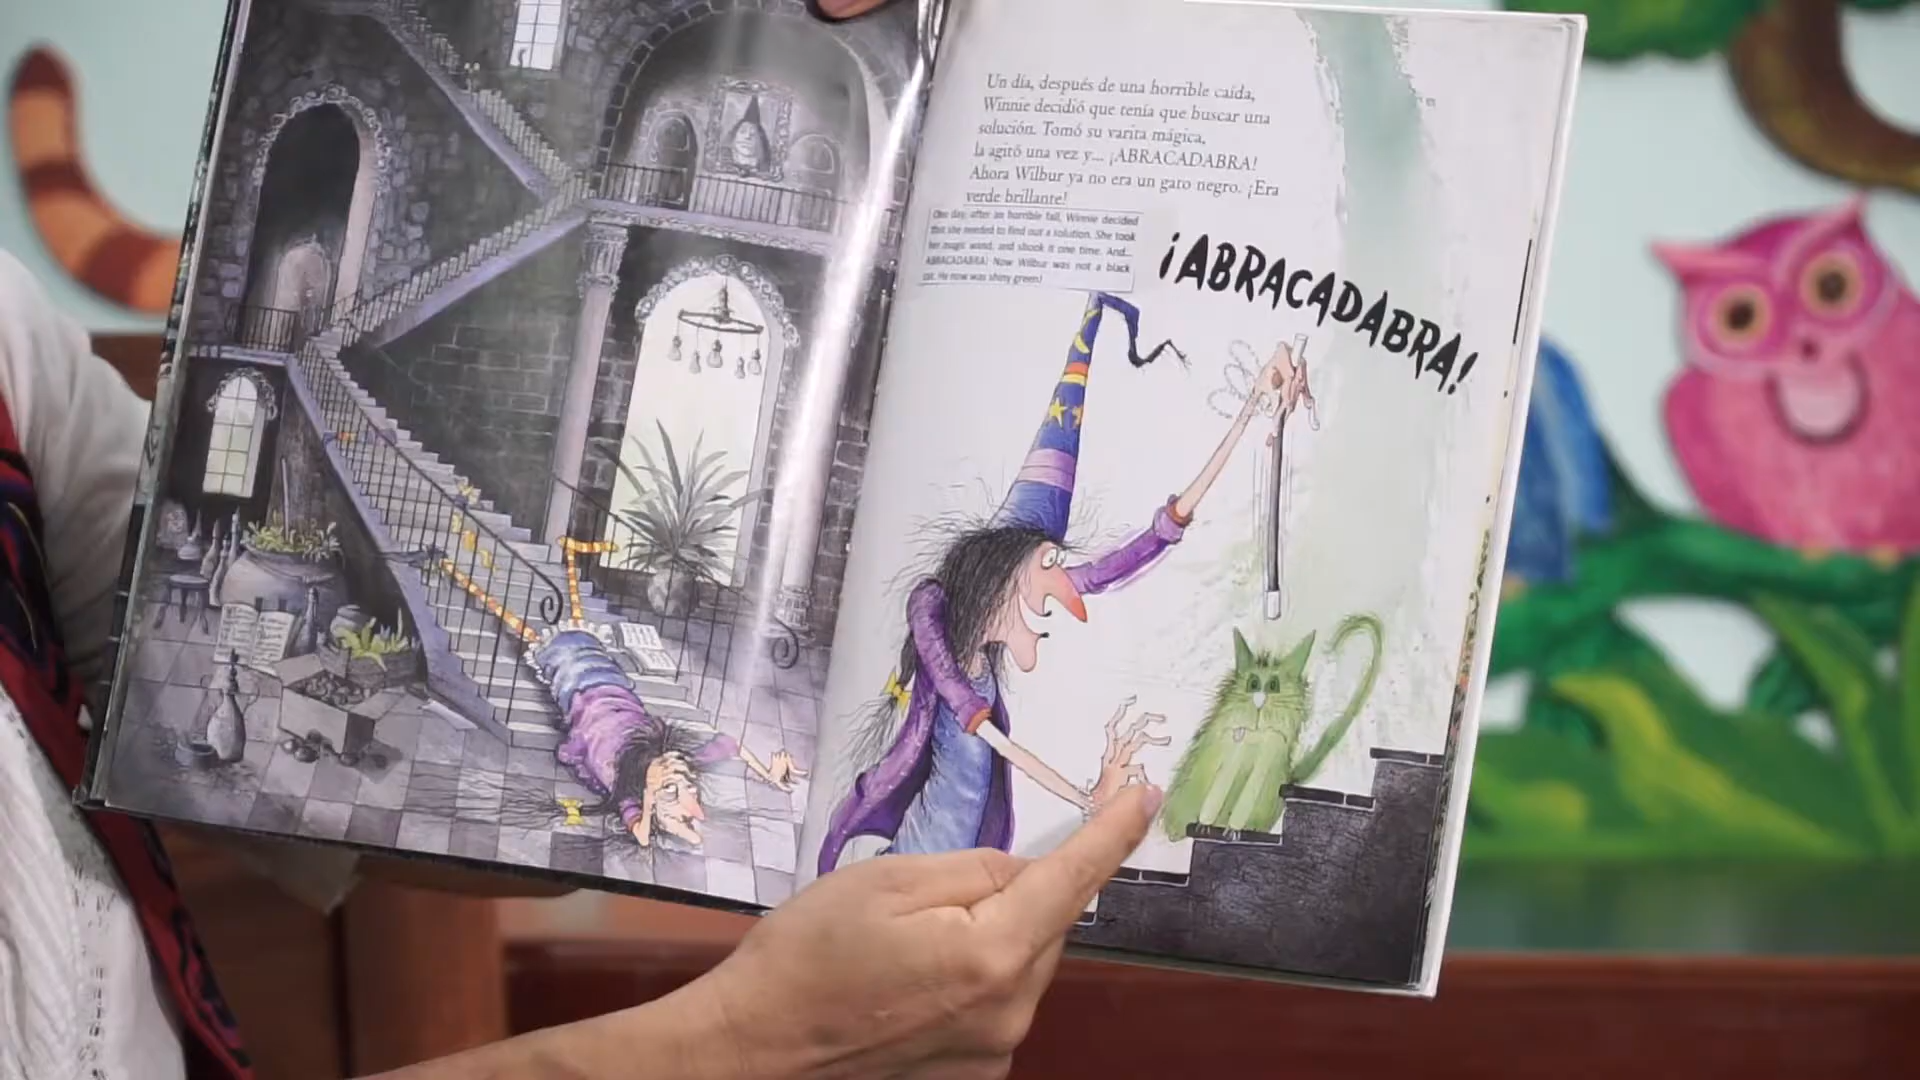 Un día, después de una horrible caída,
Winnie decidió que tenía que buscar una
solución. Tomó su varita mágica,
la agitó una vez y... ¡ABRACADABRA!
Ahora Wilbur ya no era un gato negro. ¡Era
verde brillante!
One day, after an horrible fall, Winnie decided
that she needed to find out a solution. She took
her magic wand, and shook it one time. And...
ABRACADABRA! Now Wilbur was not a black
cat. He now was shiny green!
¡ABRACADABRA!